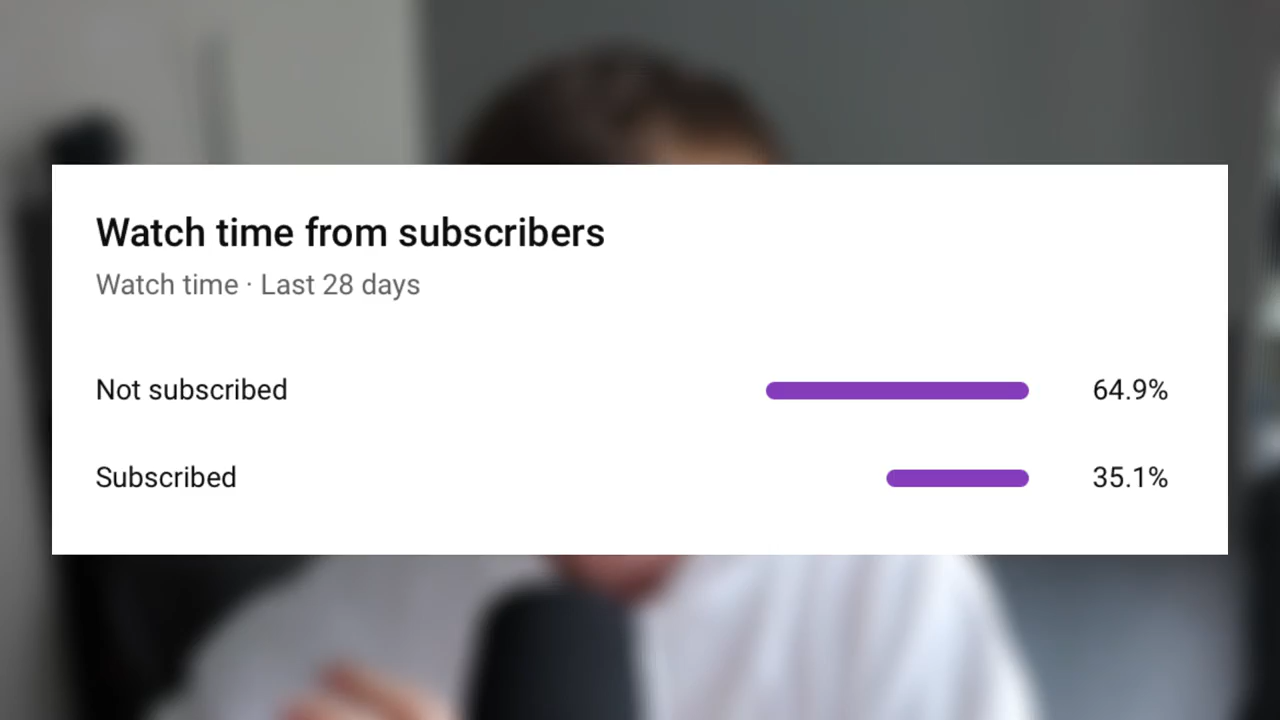 Watch time from subscribers
Watch time · Last 28 days
Not subscribed 64.9%
Subscribed 35.1%